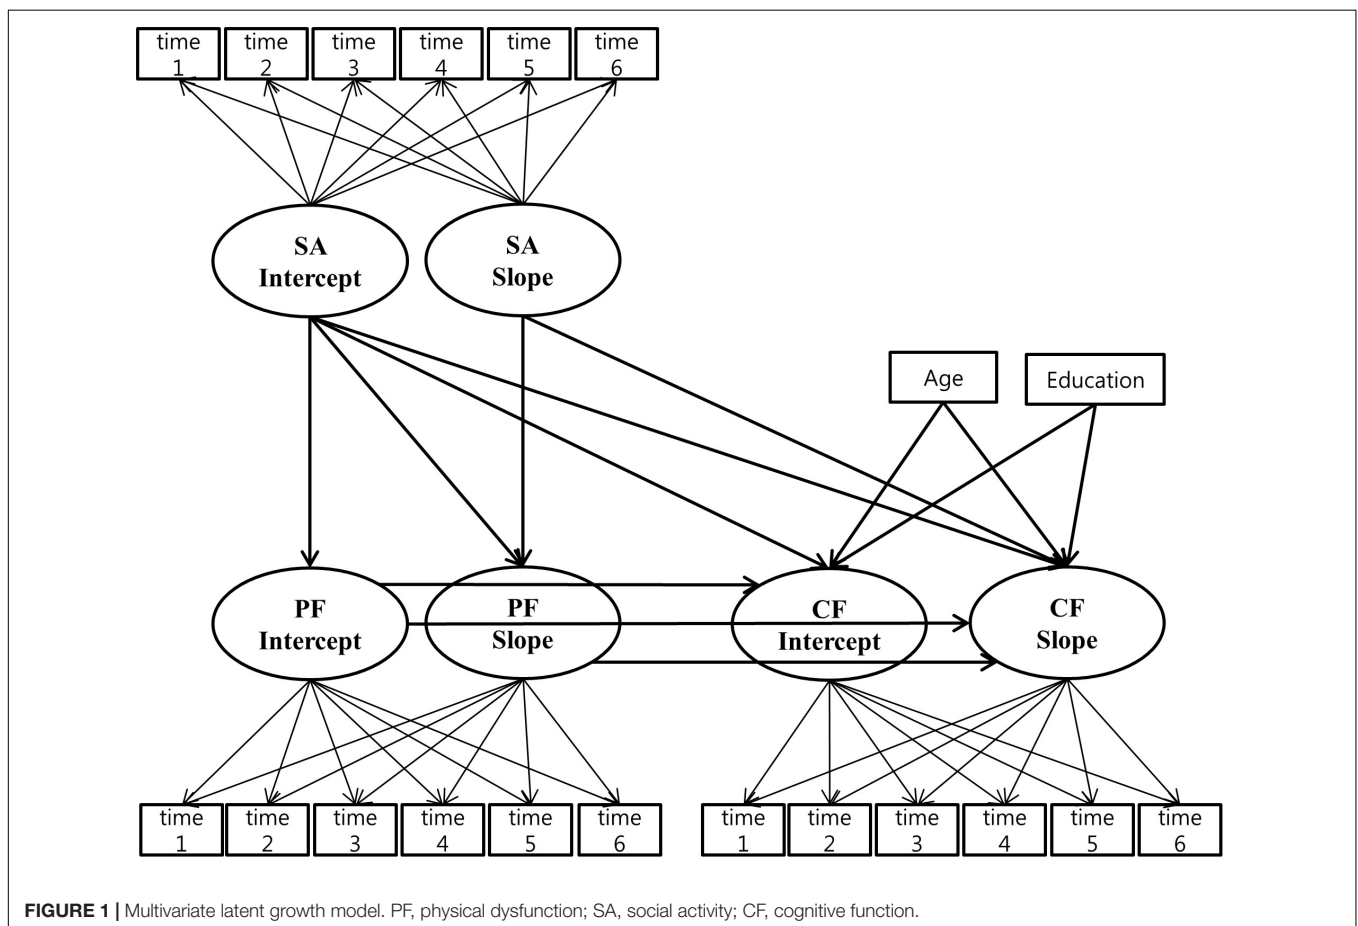 time time time time time time
1 2 3 4 5 6
SA SA
Intercept Slope
Age Education
PF PF CF CF
Intercept Slope Intercept Slope
time time time time time time time time time time time time
1 2 3 4 5 6 1 2 3 4 5 6
FIGURE 1 | Multivariate latent growth model. PF, physical dysfunction; SA, social activity; CF, cognitive function.